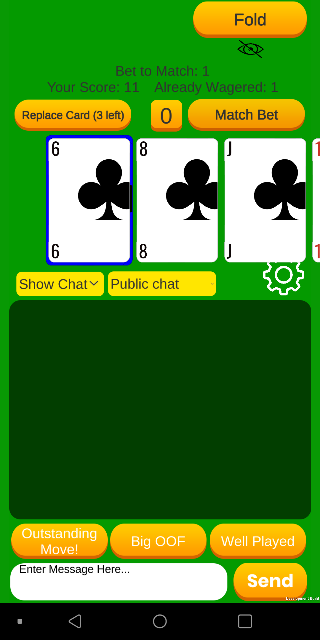 Fold
Bet to Match: 1
Your Score: 11 Already Wagered: 1
Replace Card (3 left) 0 Match Bet
6 8 J 1
6 8 J
Show Chat Public chat
Outstanding Move! Big OOF Well Played
Enter Message Here...
Send